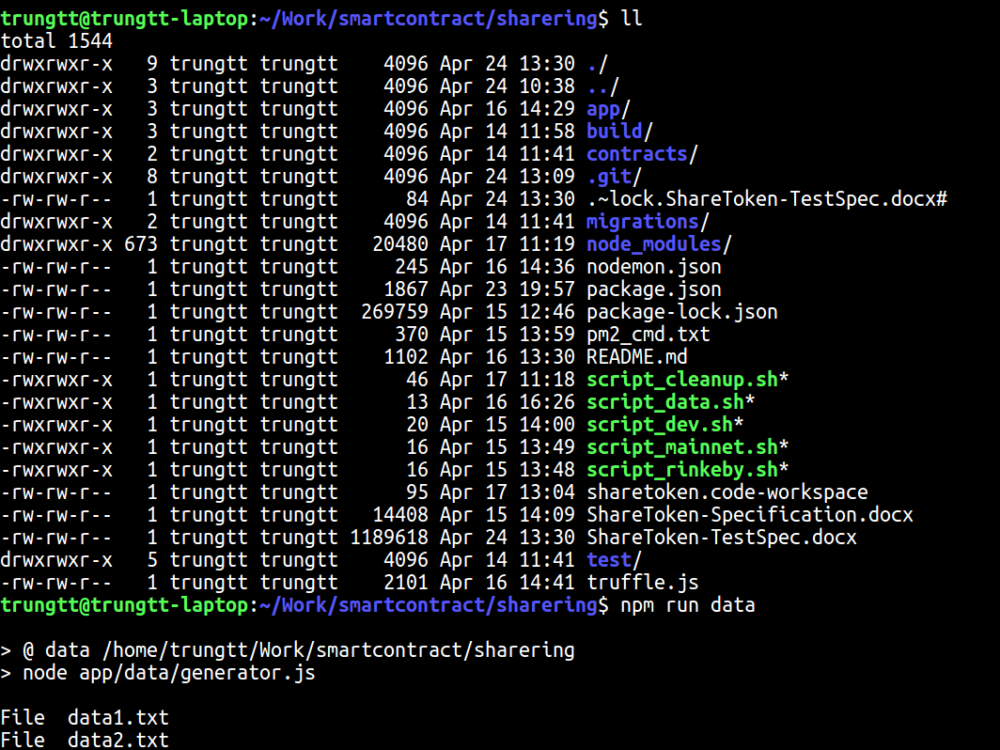 trungtt@trungtt-laptop:~/Work/smartcontract/sharering$ ll
total 1544
drwxrwxr-x   9 trungtt trungtt    4096 Apr 24 13:30 ./
drwxrwxr-x   3 trungtt trungtt    4096 Apr 24 10:38 ../
drwxrwxr-x   3 trungtt trungtt    4096 Apr 16 14:29 app/
drwxrwxr-x   3 trungtt trungtt    4096 Apr 14 11:58 build/
drwxrwxr-x   2 trungtt trungtt    4096 Apr 14 11:41 contracts/
drwxrwxr-x   8 trungtt trungtt    4096 Apr 24 13:09 .git/
-rw-rw-r--   1 trungtt trungtt      84 Apr 24 13:30 .~lock.ShareToken-TestSpec.docx#
drwxrwxr-x   2 trungtt trungtt    4096 Apr 14 11:41 migrations/
drwxrwxr-x 673 trungtt trungtt   20480 Apr 17 11:19 node_modules/
-rw-rw-r--   1 trungtt trungtt     245 Apr 16 14:36 nodemon.json
-rw-rw-r--   1 trungtt trungtt    1867 Apr 23 19:57 package.json
-rw-rw-r--   1 trungtt trungtt  269759 Apr 15 12:46 package-lock.json
-rw-rw-r--   1 trungtt trungtt     370 Apr 15 13:59 pm2_cmd.txt
-rw-rw-r--   1 trungtt trungtt    1102 Apr 16 13:30 README.md
-rwxrwxr-x   1 trungtt trungtt      46 Apr 17 11:18 script_cleanup.sh*
-rwxrwxr-x   1 trungtt trungtt      13 Apr 16 16:26 script_data.sh*
-rwxrwxr-x   1 trungtt trungtt      20 Apr 15 14:00 script_dev.sh*
-rwxrwxr-x   1 trungtt trungtt      16 Apr 15 13:49 script_mainnet.sh*
-rwxrwxr-x   1 trungtt trungtt      16 Apr 15 13:48 script_rinkeby.sh*
-rw-rw-r--   1 trungtt trungtt      95 Apr 17 13:04 sharetoken.code-workspace
-rw-rw-r--   1 trungtt trungtt   14408 Apr 15 14:09 ShareToken-Specification.docx
-rw-rw-r--   1 trungtt trungtt 1189618 Apr 24 13:30 ShareToken-TestSpec.docx
drwxrwxr-x   5 trungtt trungtt    4096 Apr 14 11:41 test/
-rw-rw-r--   1 trungtt trungtt    2101 Apr 16 14:41 truffle.js
trungtt@trungtt-laptop:~/Work/smartcontract/sharering$ npm run data
> @ data /home/trungtt/Work/smartcontract/sharering
> node app/data/generator.js
File  data1.txt
File  data2.txt